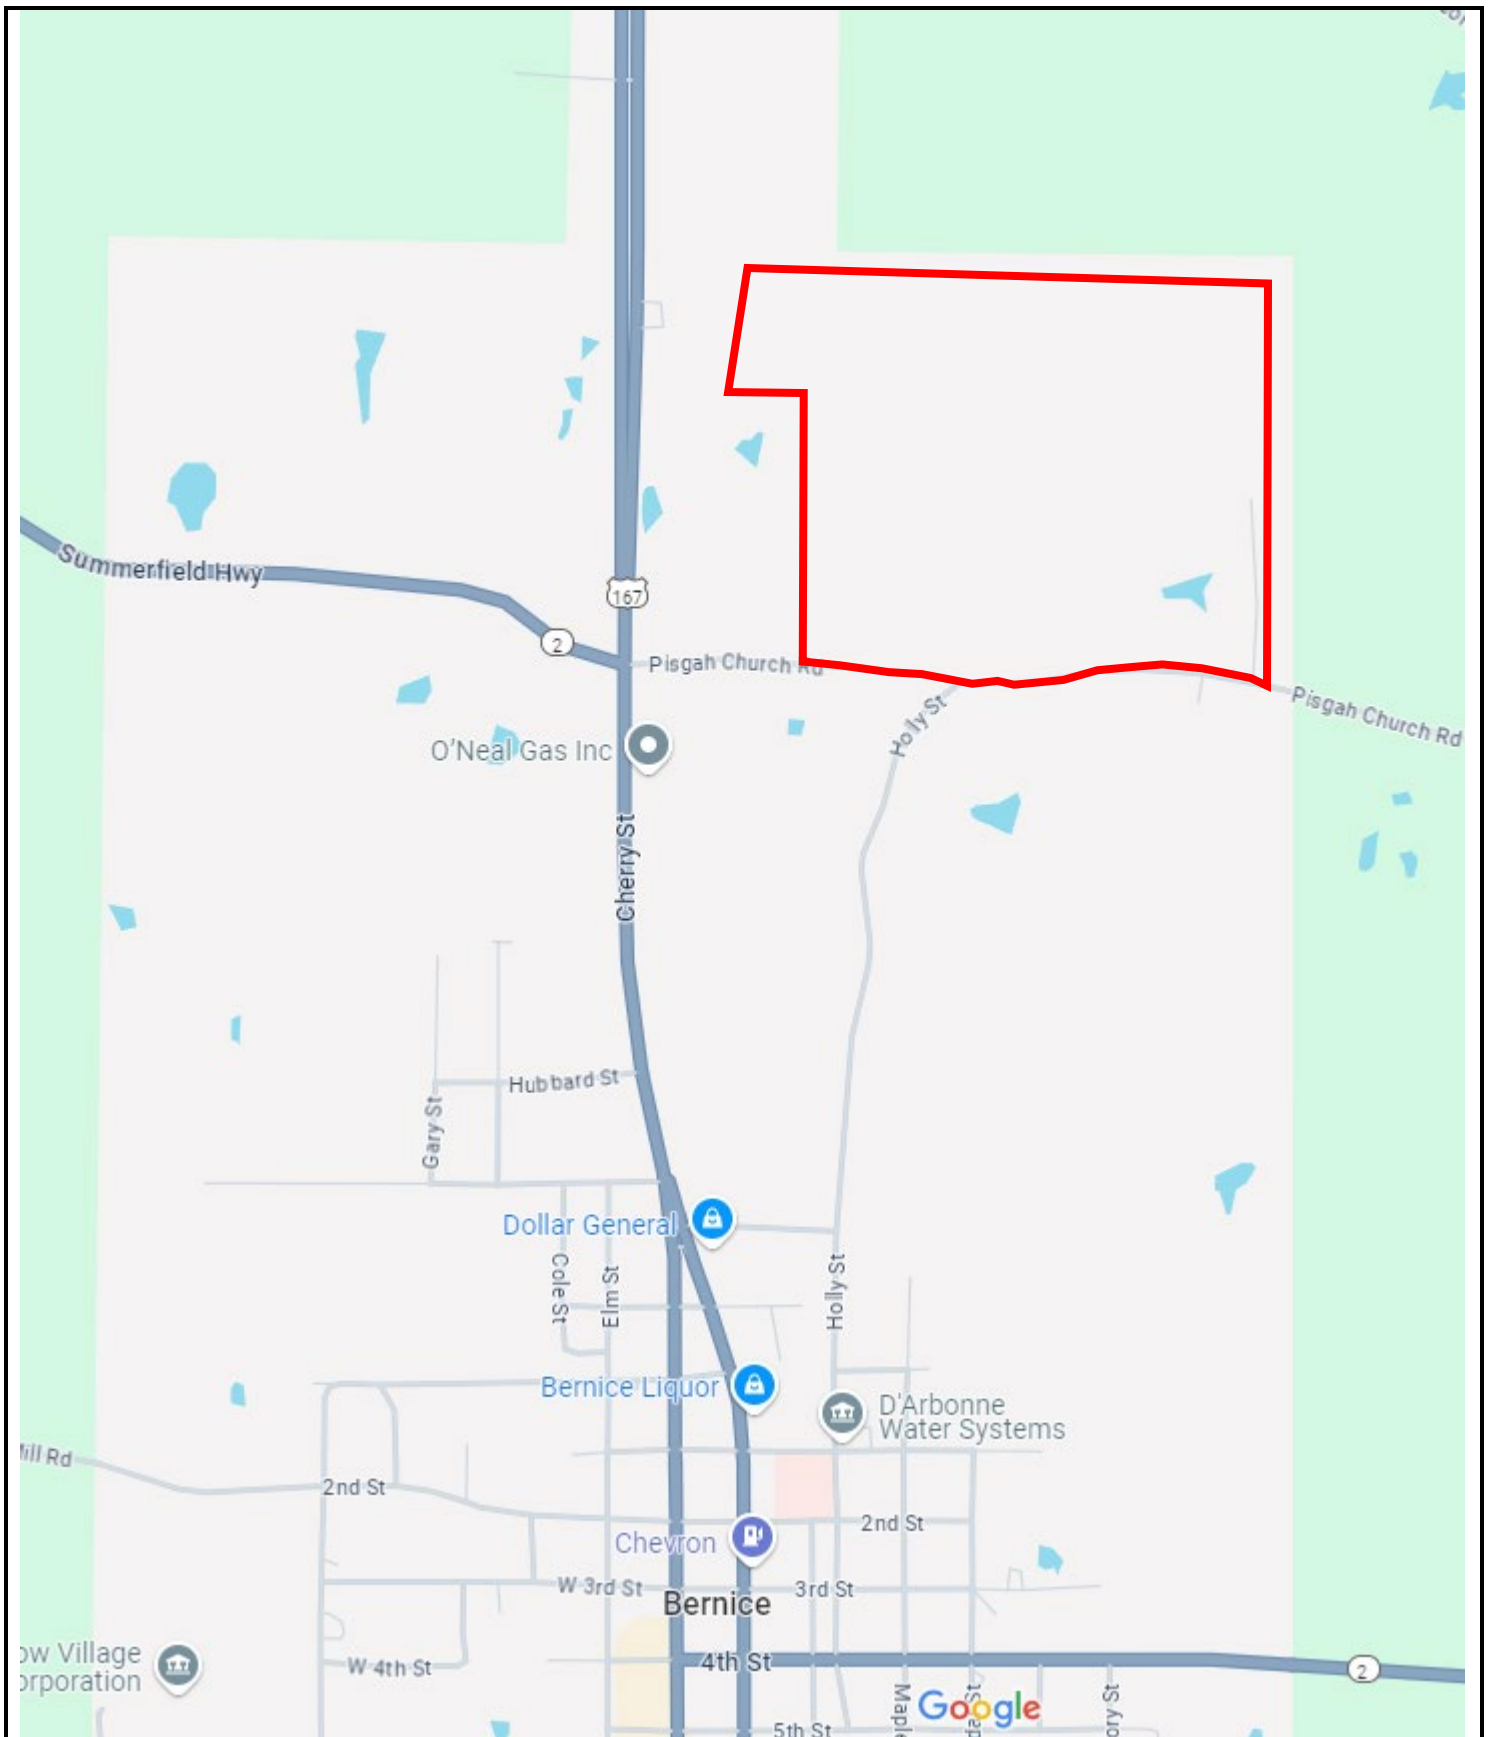 Summerfield Hwy
167
2
Pisgah Church Rd
Holly St
Pisgah Church Rd
O'Neal Gas Inc
Cherry St
Hubbard St
Gary St
Dollar General
Cole St
Elm St
Holly St
Bernice Liquor
D'Arbonne
Water Systems
2nd St
2nd St
Chevron
W 3rd St
3rd St
Bernice
Village
W 4th St
4th St
2
Google
5th St